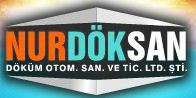 NURDÖKSAN
DÖKÜM OTOM. SAN. VE TİC. LTD. ŞTİ.